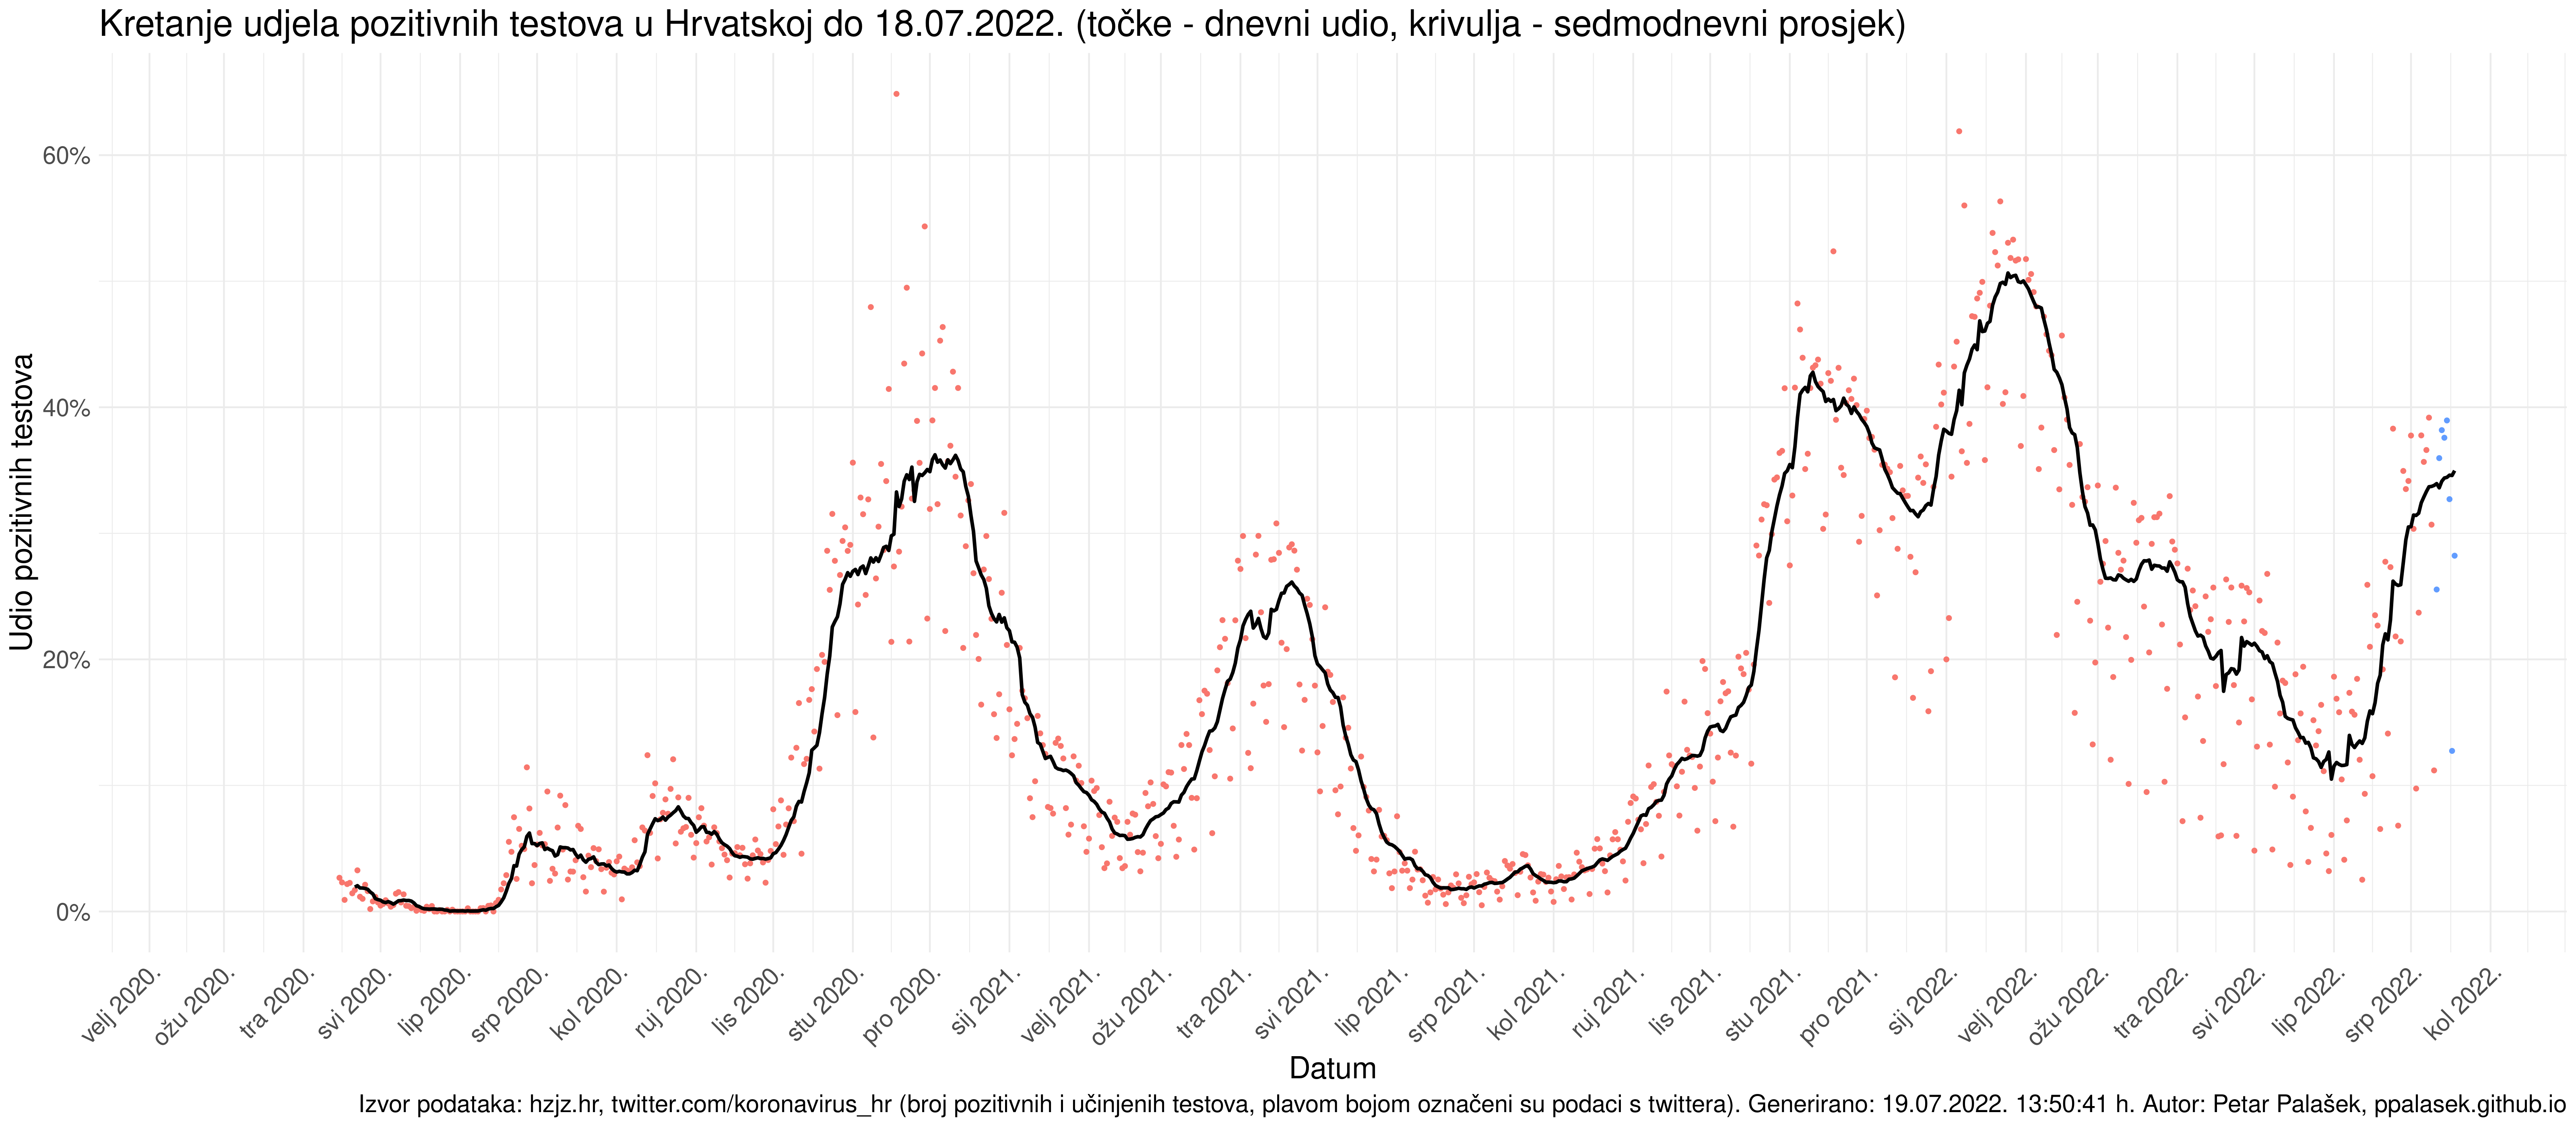 Kretanje udjela pozitivnih testova u Hrvatskoj do 18.07.2022. (točke - dnevni udio, krivulja - sedmodnevni prosjek)
Udio pozitivnih testova
60%
40%
20%
0%
velj 2020.
ožu 2020.
tra 2020.
svi 2020.
lip 2020.
srp 2020.
kol 2020.
ruj 2020.
lis 2020.
stu 2020.
pro 2020.
sij 2021.
velj 2021.
ožu 2021.
tra 2021.
svi 2021.
lip 2021.
srp 2021.
kol 2021.
ruj 2021.
lis 2021.
stu 2021.
pro 2021.
sij 2022.
velj 2022.
ožu 2022.
tra 2022.
svi 2022.
lip 2022.
srp 2022.
kol 2022.
Datum
Izvor podataka: hzjz.hr, twitter.com/koronavirus_hr (broj pozitivnih i učinjenih testova, plavom bojom označeni su podaci s twittera). Generirano: 19.07.2022. 13:50:41 h. Autor: Petar Palašek, ppalasek.github.io